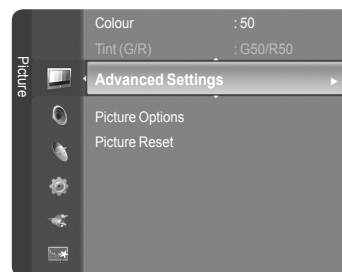 Colour : 50
Tint (G/R) : G50/R50
Picture
Advanced Settings
Picture Options
Picture Reset